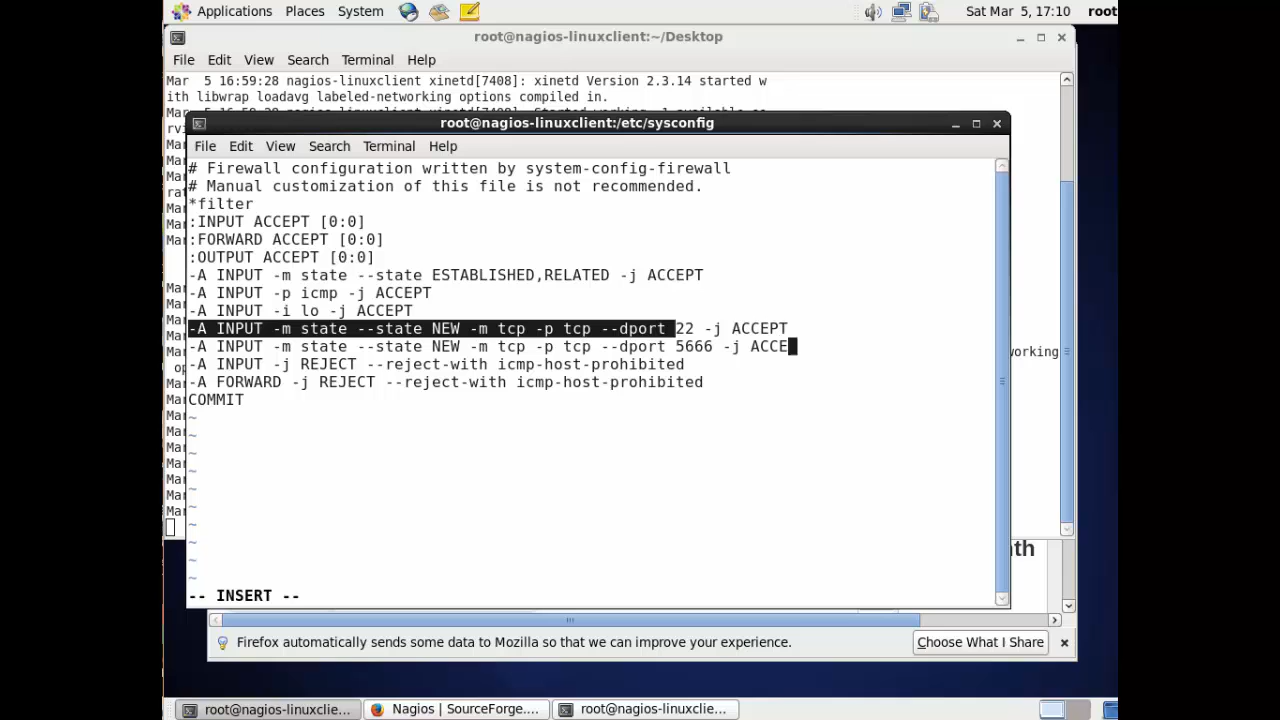 Applications Places System Sat Mar 5, 17:10 root
root@nagios-linuxclient:~/Desktop
File Edit View Search Terminal Help
Mar 5 16:59:28 nagios-linuxclient xinetd[7408]: xinetd Version 2.3.14 started w
ith libwrap loadavg labeled-networking options compiled in.
root@nagios-linuxclient:/etc/sysconfig
File Edit View Search Terminal Help
# Firewall configuration written by system-config-firewall
# Manual customization of this file is not recommended.
*filter
:INPUT ACCEPT [0:0]
:FORWARD ACCEPT [0:0]
:OUTPUT ACCEPT [0:0]
-A INPUT -m state --state ESTABLISHED,RELATED -j ACCEPT
-A INPUT -p icmp -j ACCEPT
-A INPUT -i lo -j ACCEPT
-A INPUT -m state --state NEW -m tcp -p tcp --dport 22 -j ACCEPT
-A INPUT -m state --state NEW -m tcp -p tcp --dport 5666 -j ACCE
-A INPUT -j REJECT --reject-with icmp-host-prohibited
-A FORWARD -j REJECT --reject-with icmp-host-prohibited
COMMIT
~
~
~
~
~
~
~
~
~
~
-- INSERT --
Firefox automatically sends some data to Mozilla so that we can improve your experience. Choose What I Share
root@nagios-linuxclie... Nagios | SourceForge.... root@nagios-linuxclie...